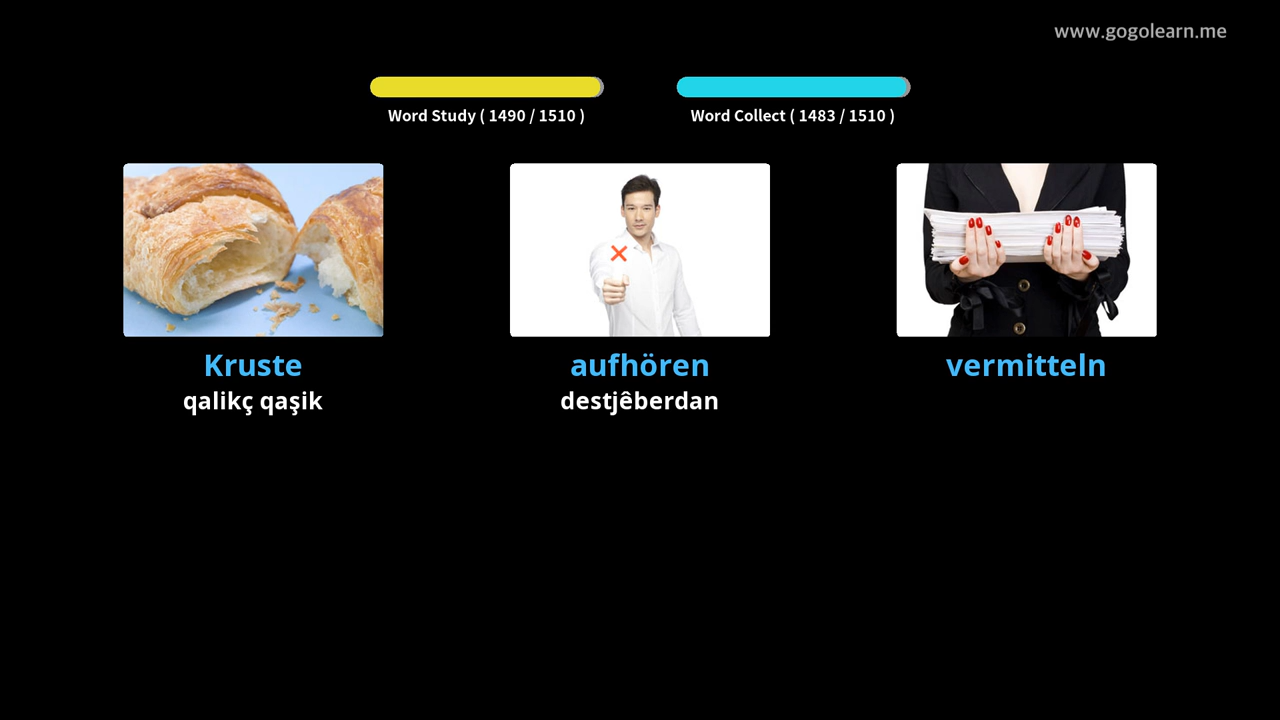 www.gogolearn.me
Word Study ( 1490 / 1510 )
Word Collect ( 1483 / 1510 )
Kruste
qalikç qaşik
aufhören
destjêberdan
vermitteln